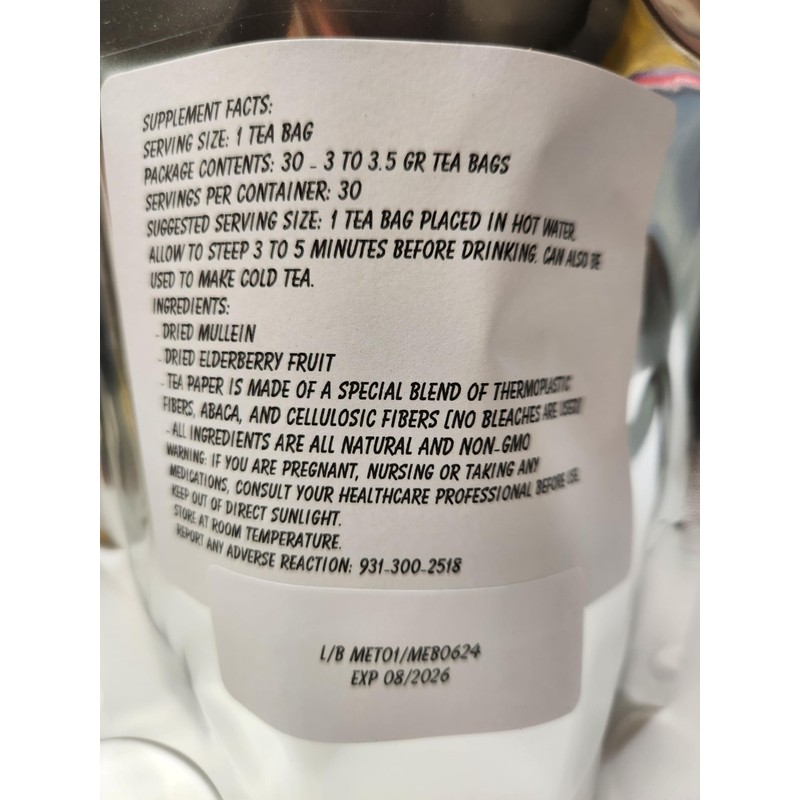 SUPPLEMENT FACTS:
SERVING SIZE: 1 TEA BAG
PACKAGE CONTENTS: 30 - 3 TO 3.5 GR TEA BAGS
SERVINGS PER CONTAINER: 30
SUGGESTED SERVING SIZE: 1 TEA BAG PLACED IN HOT WATER.
ALLOW TO STEEP 3 TO 5 MINUTES BEFORE DRINKING. CAN ALSO BE
USED TO MAKE COLD TEA.
INGREDIENTS:
- DRIED MULLEIN
- DRIED ELDERBERRY FRUIT
- TEA PAPER IS MADE OF A SPECIAL BLEND OF THERMOPLASTIC
FIBERS, ABACA, AND CELLULOSIC FIBERS [NO BLEACHES ARE USED]
- ALL INGREDIENTS ARE ALL NATURAL AND NON-GMO
WARNING: IF YOU ARE PREGNANT, NURSING OR TAKING ANY
MEDICATIONS, CONSULT YOUR HEALTHCARE PROFESSIONAL BEFORE USE.
KEEP OUT OF DIRECT SUNLIGHT.
STORE AT ROOM TEMPERATURE.
REPORT ANY ADVERSE REACTION: 931-300-2518
L/B MET01/MEB0624
EXP 08/2026